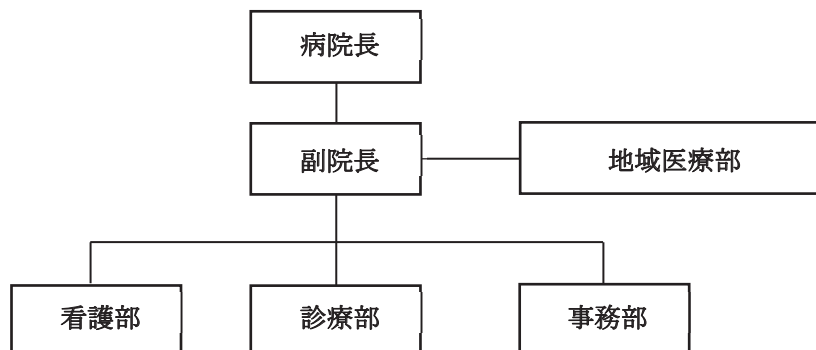 病院長
副院長
地域医療部
看護部
診療部
事務部